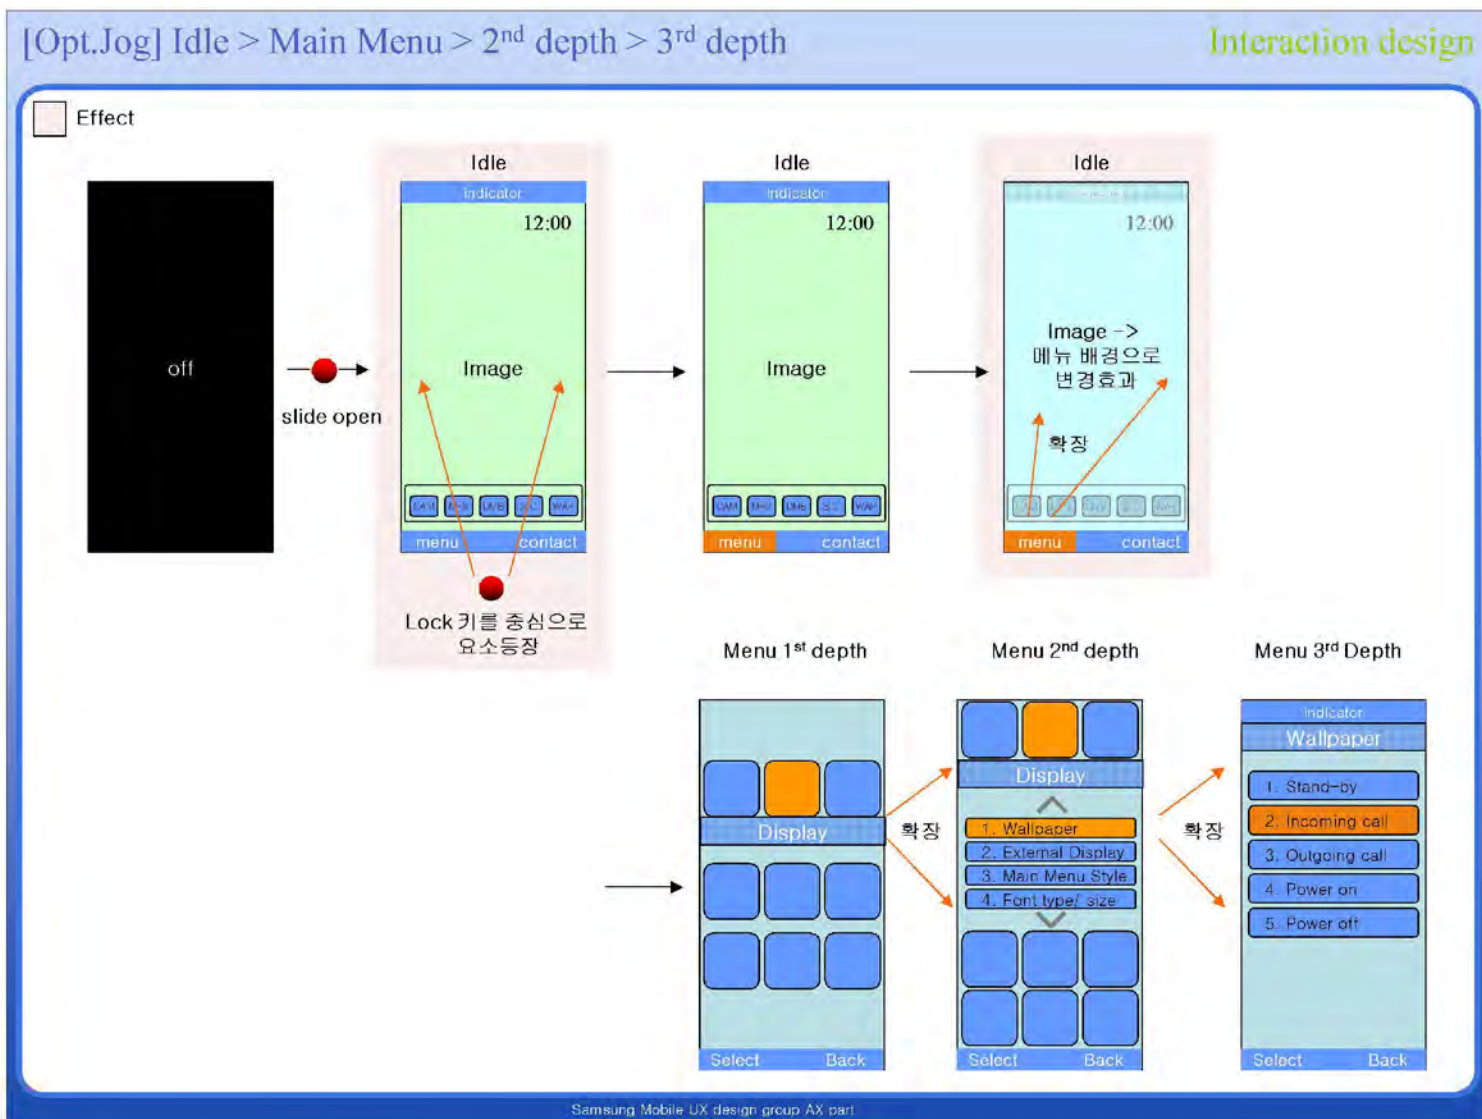 [Opt.Jog] Idle > Main Menu > 2nd depth > 3rd depth
Interaction design
Effect
off
slide open
Idle
indicator
12:00
Image
CAM DMB WAP
menu contact
Lock 키를 중심으로
요소등장
Idle
indicator
12:00
Image
CAM DMB WAP
menu contact
Idle
12:00
Image ->
메뉴 배경으로
변경효과
확장
menu contact
Menu 1st depth
Display
Select Back
확장
Menu 2nd depth
Display
1. Wallpaper
2. External Display
3. Main Menu Style
4. Font type/ size
Select Back
확장
Menu 3rd Depth
indicator
Wallpaper
1. Stand-by
2. Incoming call
3. Outgoing call
4. Power on
5. Power off
Select Back
Samsung Mobile UX design group AX part